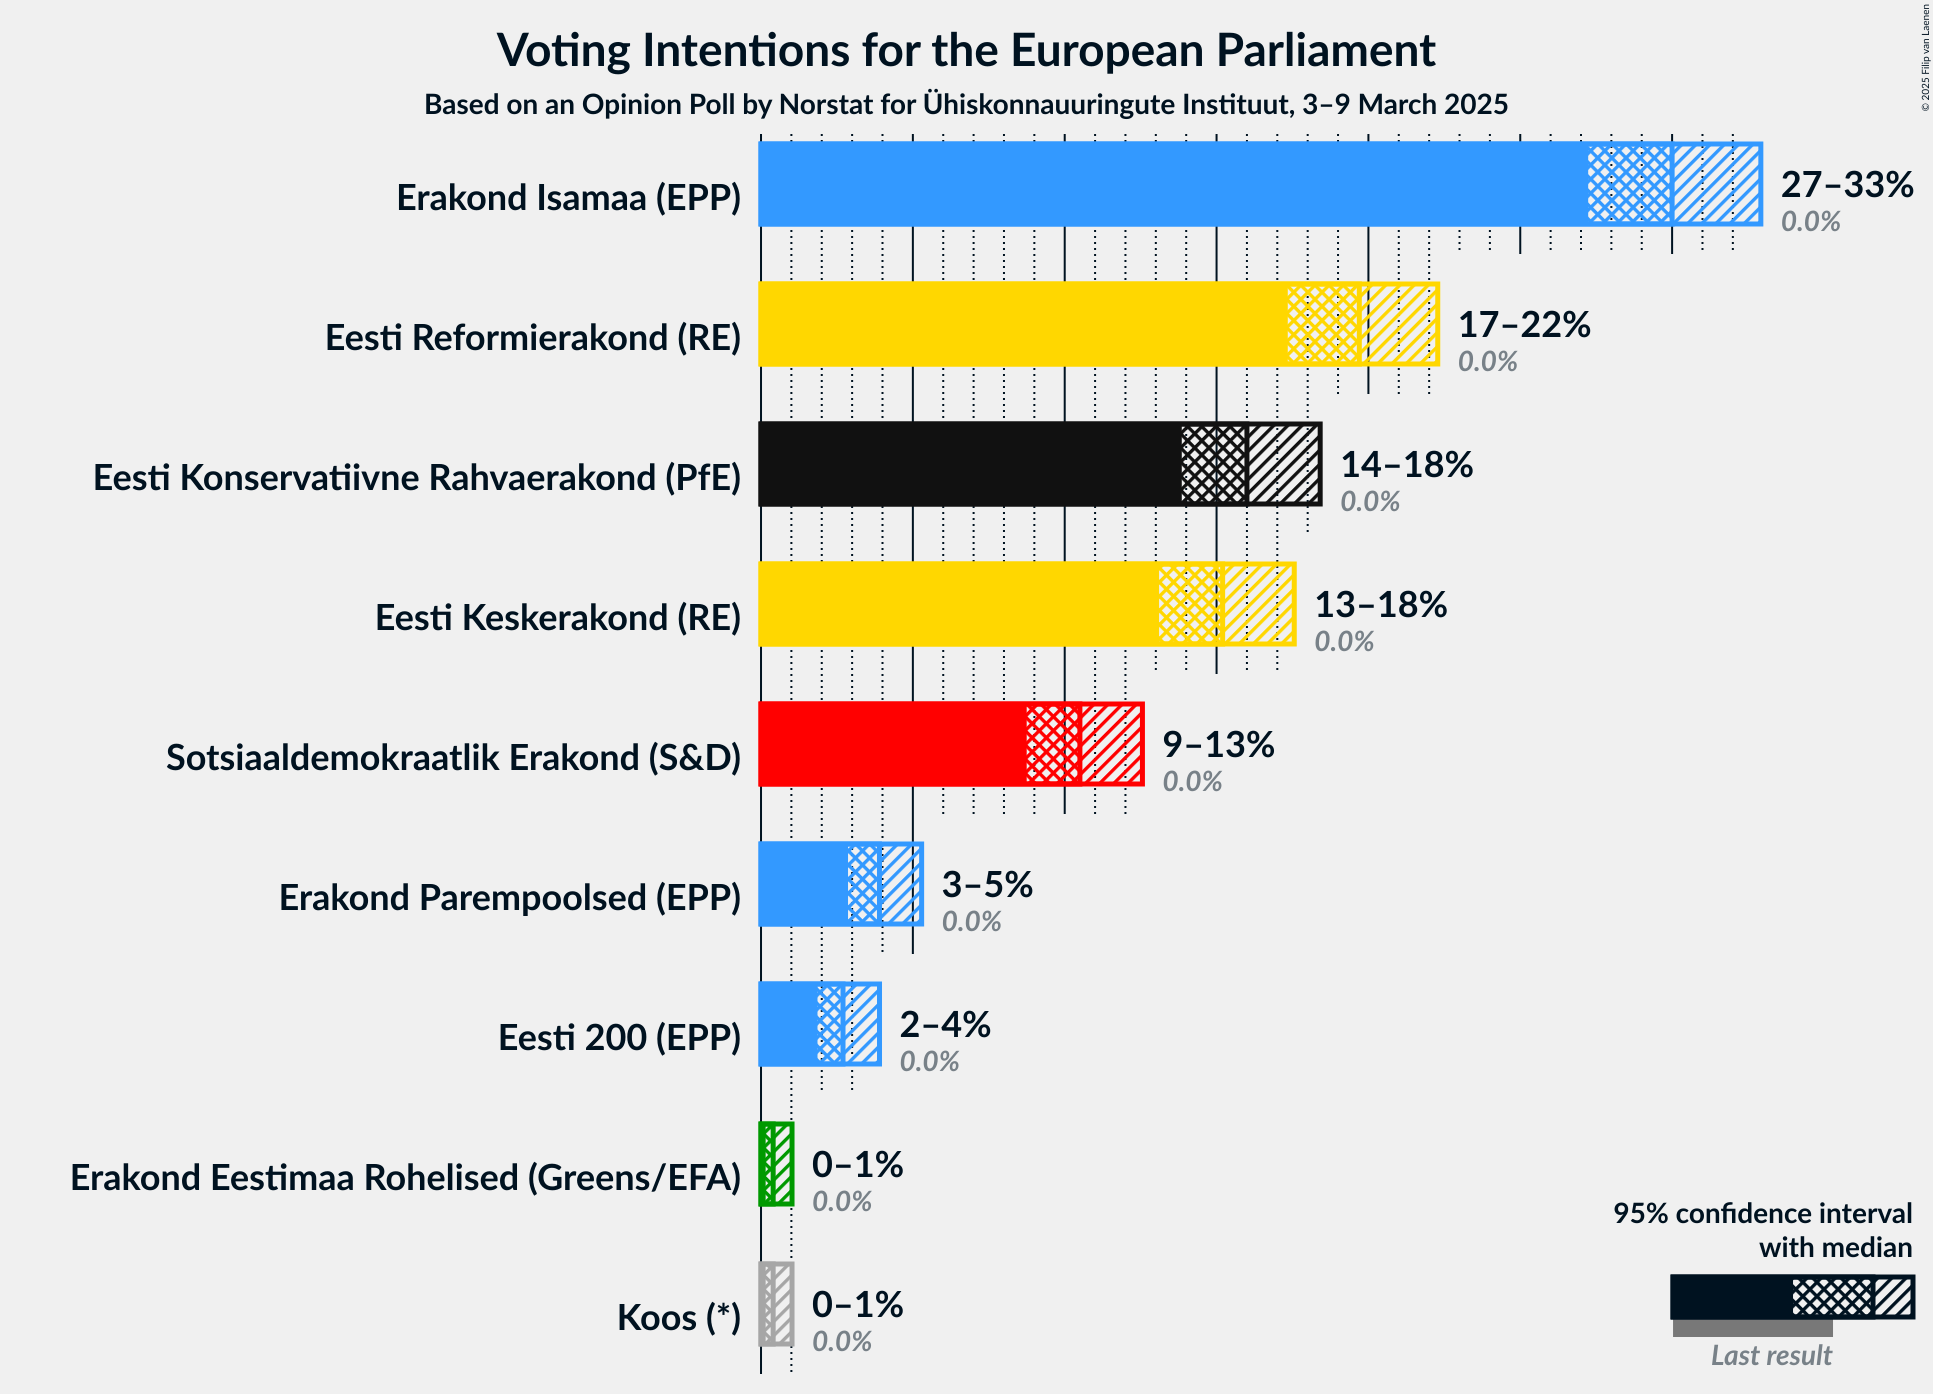 Voting Intentions for the European Parliament
Based on an Opinion Poll by Norstat for Ühiskonnauuringute Instituut, 3–9 March 2025
© 2025 Filip van Laenen
Erakond Isamaa (EPP)
27–33%
0.0%
Eesti Reformierakond (RE)
17–22%
0.0%
Eesti Konservatiivne Rahvaerakond (PfE)
14–18%
0.0%
Eesti Keskerakond (RE)
13–18%
0.0%
Sotsiaaldemokraatlik Erakond (S&D)
9–13%
0.0%
Erakond Parempoolsed (EPP)
3–5%
0.0%
Eesti 200 (EPP)
2–4%
0.0%
Erakond Eestimaa Rohelised (Greens/EFA)
0–1%
0.0%
Koos (*)
0–1%
0.0%
95% confidence interval
with median
Last result